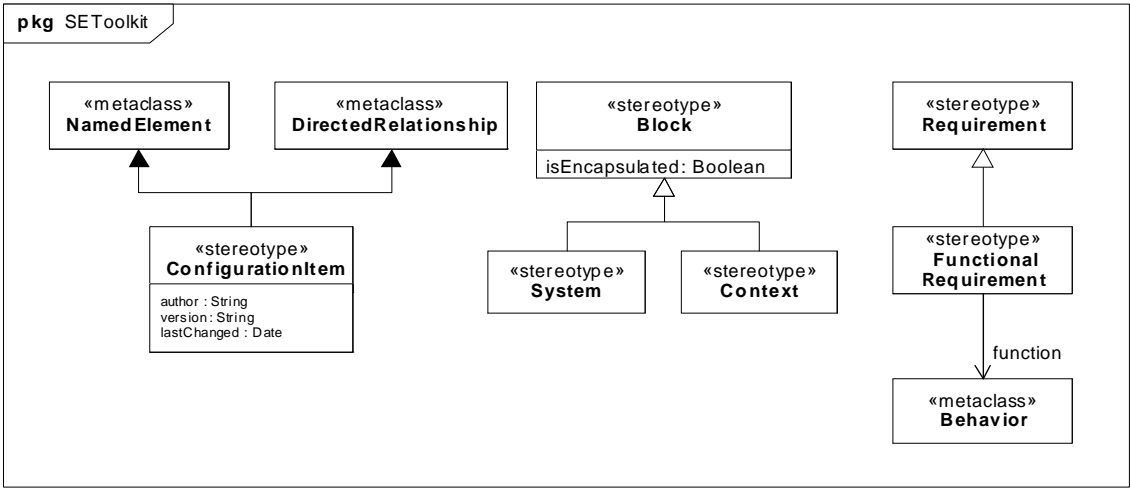 pkg SEToolkit
«metaclass»
NamedElement
«metaclass»
DirectedRelationship
«stereotype»
ConfigurationItem
author : String
version: String
lastChanged : Date
«stereotype»
Block
isEncapsulated: Boolean
«stereotype»
System
«stereotype»
Context
«stereotype»
Requirement
«stereotype»
Functional
Requirement
function
«metaclass»
Behavior